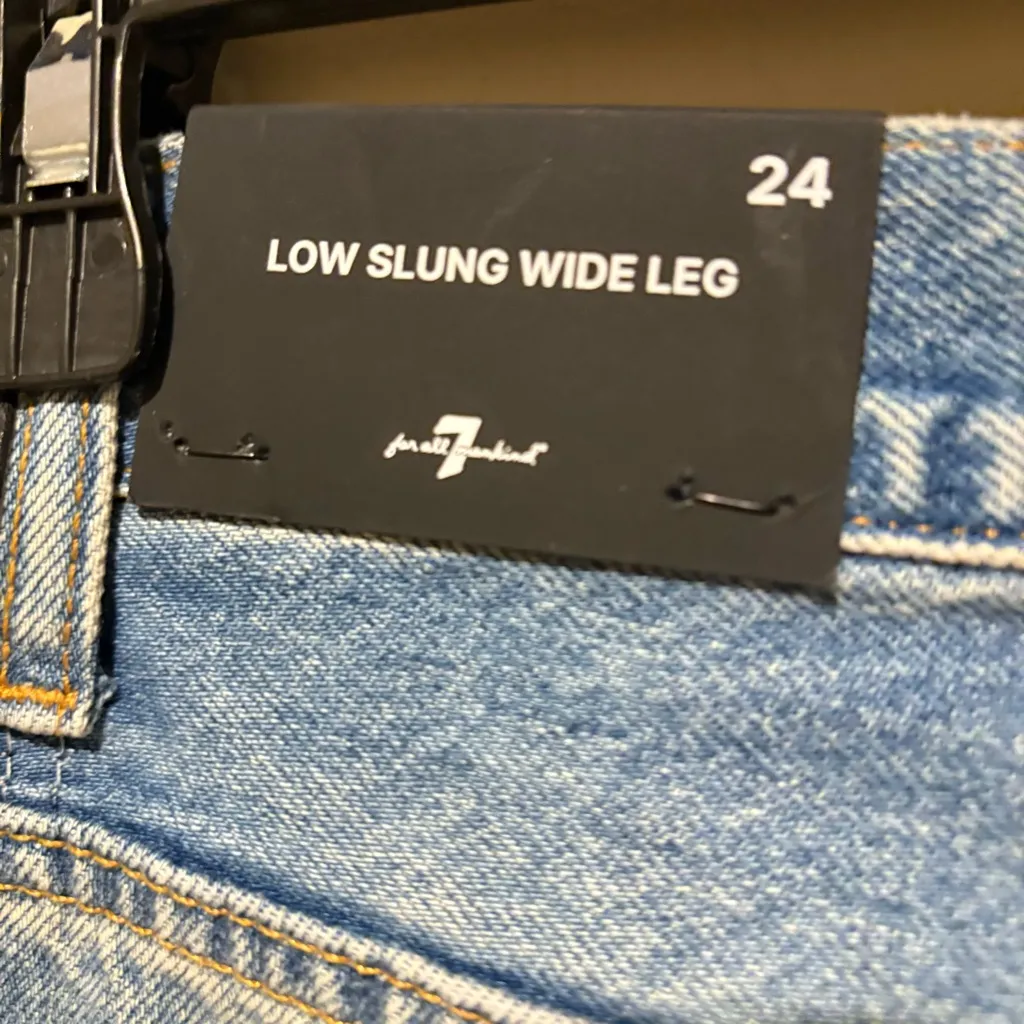 24
LOW SLUNG WIDE LEG
7 for all mankind